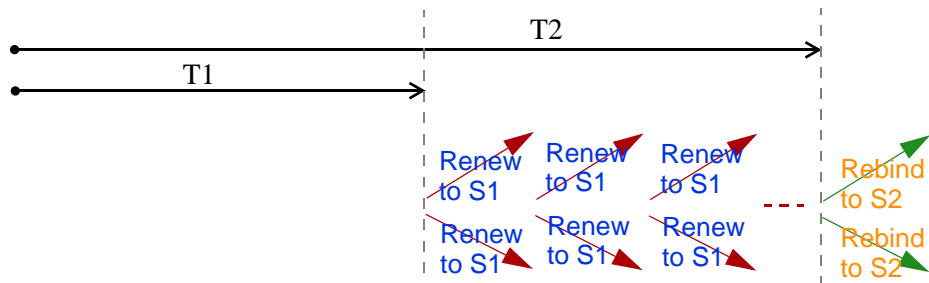 T2
T1
Renew
to S1
Renew
to S1
Renew
to S1
Rebind
to S2
Renew
to S1
Renew
to S1
Renew
to S1
Rebind
to S2